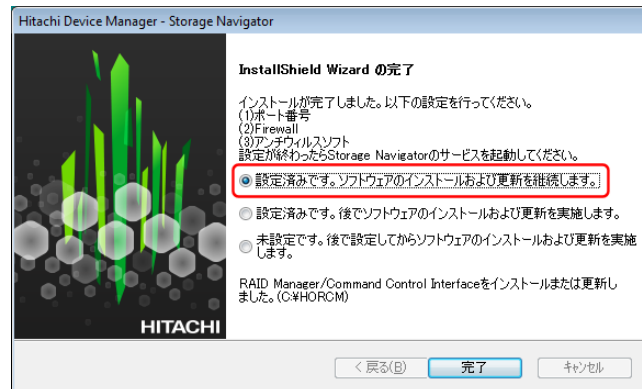 Hitachi Device Manager - Storage Navigator
InstallShield Wizard の完了
インストールが完了しました。以下の設定を行ってください。
(1)ポート番号
(2)Firewall
(3)アンチウィルスソフト
設定が終わったらStorage Navigatorのサービスを起動してください。
設定済みです。ソフトウェアのインストールおよび更新を継続します。
設定済みです。後でソフトウェアのインストールおよび更新を実施します。
未設定です。後で設定してからソフトウェアのインストールおよび更新を実施
します。
RAID Manager/Command Control Interfaceをインストールまたは更新し
ました。(C:¥HORCM)
HITACHI
< 戻る(B)
完了
キャンセル